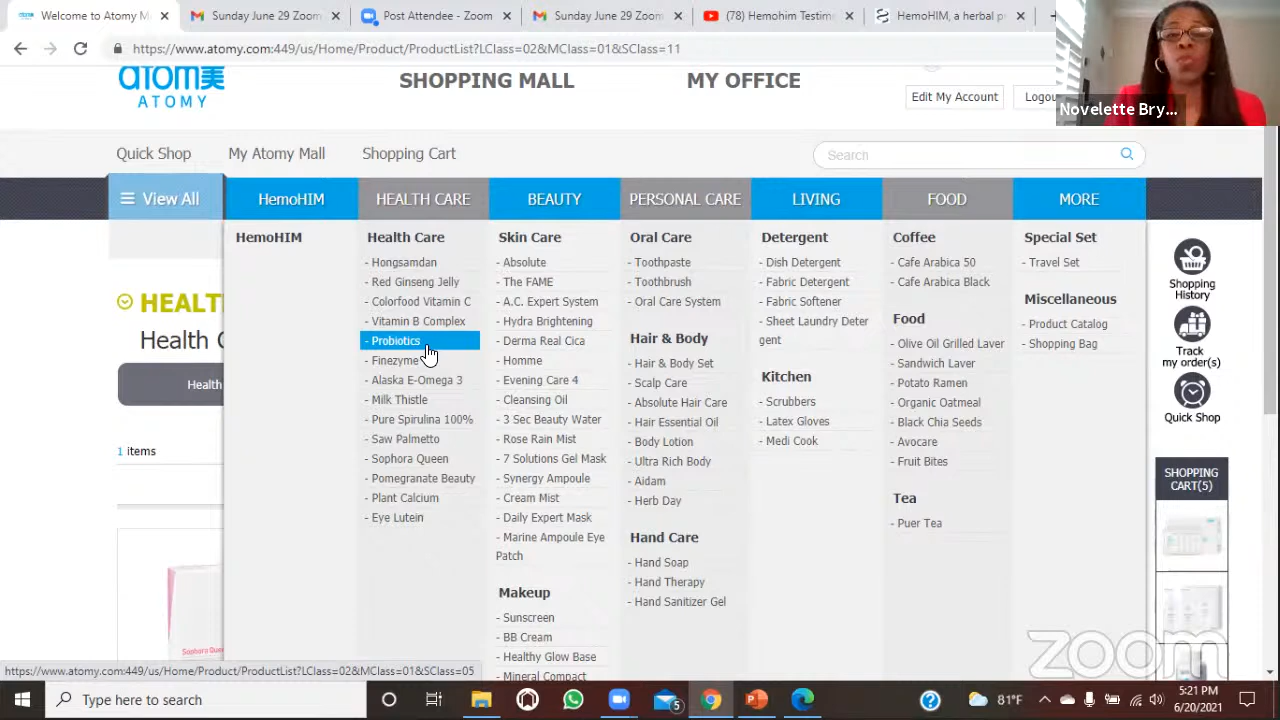 Welcome to Atomy M
Sunday June 29 Zoom
Post Attendee - Zoom
Sunday June 29 Zoom
(78) Hemohim Testim
HemoHIM, a herbal p
https://www.atomy.com:449/us/Home/Product/ProductList?LClass=02&MClass=01&SClass=11
Novelette Bry...
atom美
ATOMY
SHOPPING MALL
MY OFFICE
Edit My Account
Logou
Quick Shop
My Atomy Mall
Shopping Cart
Search
View All
HemoHIM
HEALTH CARE
BEAUTY
PERSONAL CARE
LIVING
FOOD
MORE
HEALT
Health C
Health
1 items
Sophora Quee
HemoHIM
Health Care
- Hongsamdan
- Red Ginseng Jelly
- Colorfood Vitamin C
- Vitamin B Complex
- Probiotics
- Finezyme
- Alaska E-Omega 3
- Milk Thistle
- Pure Spirulina 100%
- Saw Palmetto
- Sophora Queen
- Pomegranate Beauty
- Plant Calcium
- Eye Lutein
Skin Care
- Absolute
- The FAME
- A.C. Expert System
- Hydra Brightening
- Derma Real Cica
- Homme
- Evening Care 4
- Cleansing Oil
- 3 Sec Beauty Water
- Rose Rain Mist
- 7 Solutions Gel Mask
- Synergy Ampoule
- Cream Mist
- Daily Expert Mask
- Marine Ampoule Eye
Patch
Makeup
- Sunscreen
- BB Cream
- Healthy Glow Base
- Mineral Compact
Oral Care
- Toothpaste
- Toothbrush
- Oral Care System
Hair & Body
- Hair & Body Set
- Scalp Care
- Absolute Hair Care
- Hair Essential Oil
- Body Lotion
- Ultra Rich Body
- Aidam
- Herb Day
Hand Care
- Hand Soap
- Hand Therapy
- Hand Sanitizer Gel
Detergent
- Dish Detergent
- Fabric Detergent
- Fabric Softener
- Sheet Laundry Deter
gent
Kitchen
- Scrubbers
- Latex Gloves
- Medi Cook
Coffee
- Cafe Arabica 50
- Cafe Arabica Black
Food
- Olive Oil Grilled Laver
- Sandwich Laver
- Potato Ramen
- Organic Oatmeal
- Black Chia Seeds
- Avocare
- Fruit Bites
Tea
- Puer Tea
Special Set
- Travel Set
Miscellaneous
- Product Catalog
- Shopping Bag
Shopping
History
Track
my order(s)
Quick Shop
SHOPPING
CART(5)
zoom
https://www.atomy.com:449/us/Home/Product/ProductList?LClass=02&MClass=01&SClass=05
Type here to search
5
81°F
5:21 PM
6/20/2021